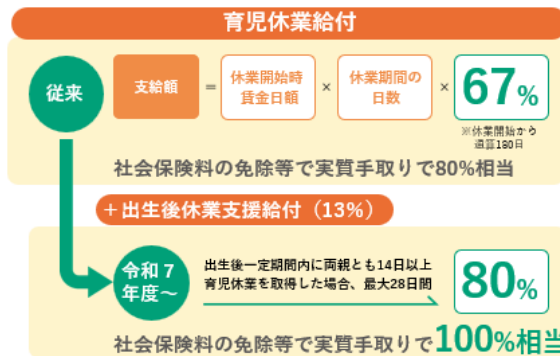 育児休業給付
従来
支給額 = 休業開始時賃金日額 × 休業期間の日数 × 67%
※休業開始から
通算180日
社会保険料の免除等で実質手取りで80%相当
+出生後休業支援給付（13%）
令和7年度～
出生後一定期間内に両親とも14日以上
育児休業を取得した場合、最大28日間
80%
社会保険料の免除等で実質手取りで100%相当